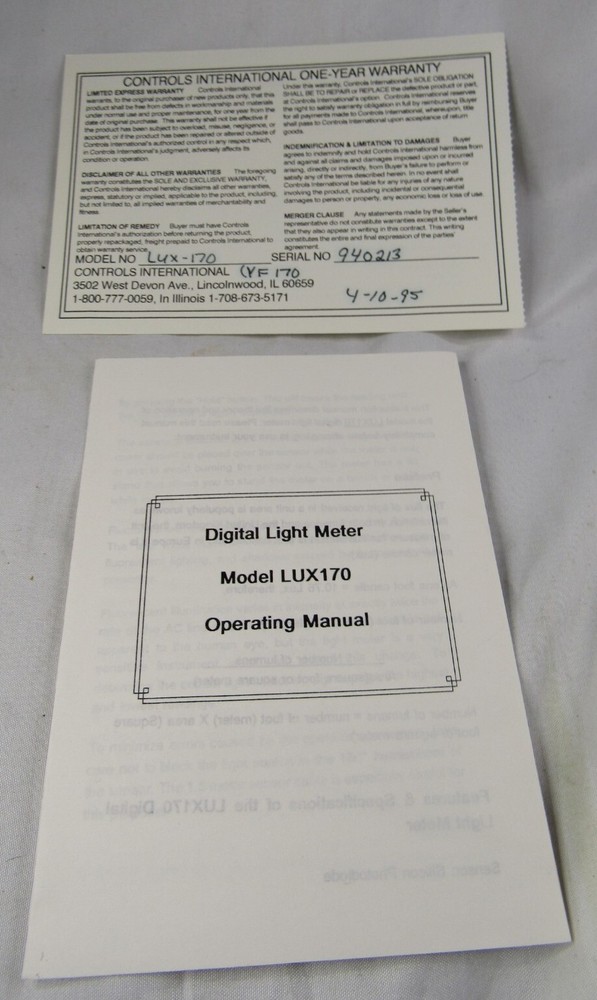 CONTROLS INTERNATIONAL ONE-YEAR WARRANTY
LIMITED EXPRESS WARRANTY Controls International
warrants, to the original purchaser of new products only, that this
product shall be free from defects in workmanship and materials
under normal use and proper maintenance, for one year from the
date of original purchase. This warranty shall not be effective if
the product has been subject to overload, misuse, negligence, or
accident, or if the product has been repaired or altered outside of
Controls International's authorized control in any respect which,
in Controls International's judgment, adversely affects its
condition or operation.
DISCLAIMER OF ALL OTHER WARRANTIES The foregoing
warranty constitutes the SOLE AND EXCLUSIVE WARRANTY,
and Controls International hereby disclaims all other warranties,
express, statutory or implied, applicable to the product, including,
but not limited to, all implied warranties of merchantability and
fitness.
LIMITATION OF REMEDY Buyer must have Controls
International's authorization before returning the product,
properly repackaged, freight prepaid to Controls International to
obtain warranty service.
Under this warranty, Controls International's SOLE OBLIGATION
SHALL BE TO REPAIR or REPLACE the defective product or part,
at Controls International's option. Controls International reserves
the right to satisfy warranty obligation in full by reimbursing Buyer
for all payments made to Controls International, whereupon, title
shall pass to Controls International upon acceptance of return
goods.
INDEMNIFICATION & LIMITATION TO DAMAGES Buyer
agrees to indemnify and hold Controls International harmless from
and against all claims and damages imposed upon or incurred
arising, directly or indirectly, from Buyer's failure to perform or
satisfy any of the terms described herein. In no event shall
Controls International be liable for any injuries of any nature
involving the product, including incidental or consequential
damages to person or property, any economic loss or loss of use.
MERGER CLAUSE Any statements made by the Seller's
representative do not constitute warranties except to the extent
that they also appear in writing in this contract. This writing
constitutes the entire and final expression of the parties'
agreement.
MODEL NO LUX-170 SERIAL NO 940213
CONTROLS INTERNATIONAL (YF 170
3502 West Devon Ave., Lincolnwood, IL 60659
1-800-777-0059, In Illinois 1-708-673-5171 4-10-95
Digital Light Meter
Model LUX170
Operating Manual